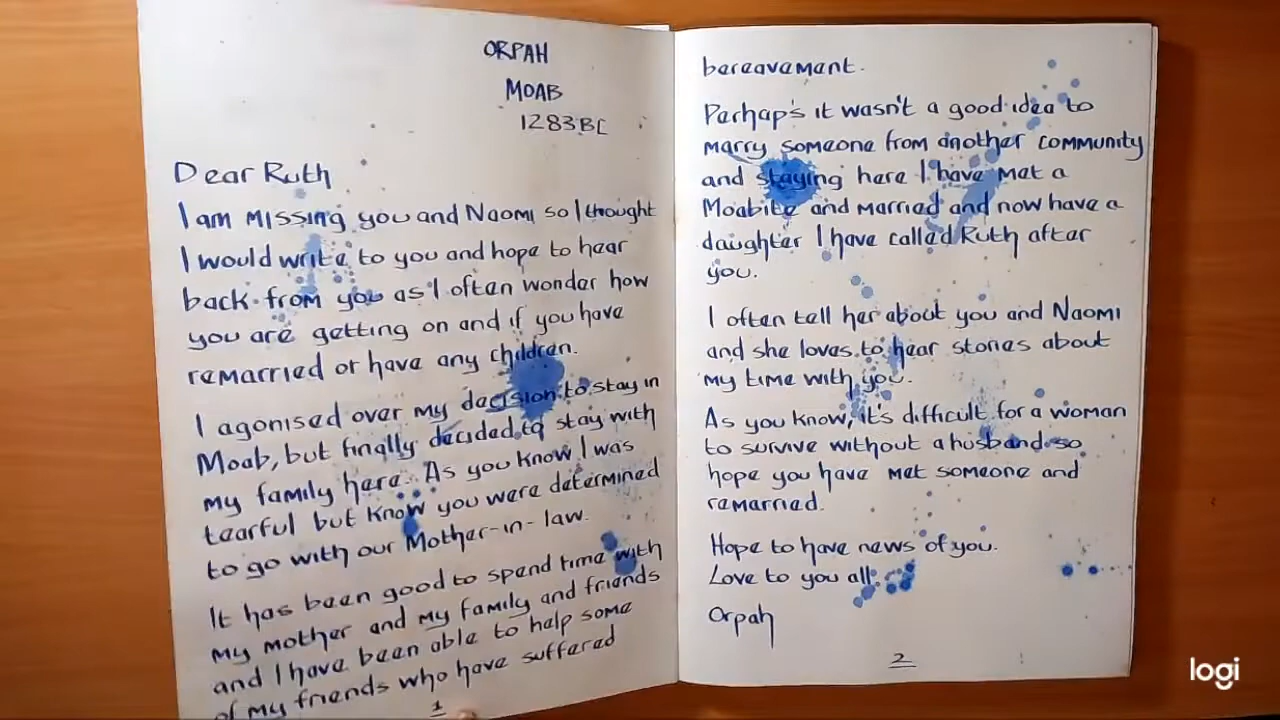 ORPAH
MOAB
1283BC
Dear Ruth
I am missing you and Naomi so I thought
I would write to you and hope to hear
back from you as I often wonder how
you are getting on and if you have
remarried or have any children.
I agonised over my decision to stay in
Moab, but finally decided to stay with
my family here. As you know I was
tearful but know you were determined
to go with our Mother-in-law.
It has been good to spend time with
my mother and my family and friends
and I have been able to help some
of my friends who have suffered
1
bereavement.
Perhap's it wasn't a good idea to
marry someone from another community
and staying here I have met a
Moabite and married and now have a
daughter I have called Ruth after
you.
I often tell her about you and Naomi
and she loves to hear stories about
my time with you.
As you know, it's difficult for a woman
to survive without a husband so
hope you have met someone and
remarried.
Hope to have news of you.
Love to you all
Orpah
2
logi